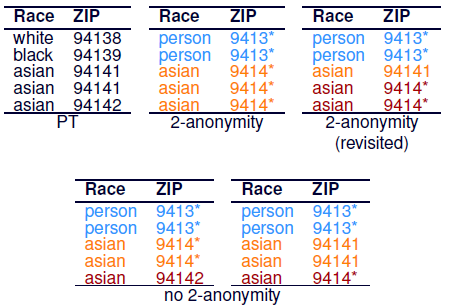 Race ZIP Race ZIP Race ZIP
white 94138 person 9413* person 9413*
black 94139 person 9413* person 9413*
asian 94141 asian 9414* asian 94141
asian 94141 asian 9414* asian 9414*
asian 94142 asian 9414* asian 9414*
PT 2-anonymity 2-anonymity
(revisited)
Race ZIP Race ZIP
person 9413* person 9413*
person 9413* person 9413*
asian 9414* asian 94141
asian 9414* asian 94141
asian 94142 asian 9414*
no 2-anonymity